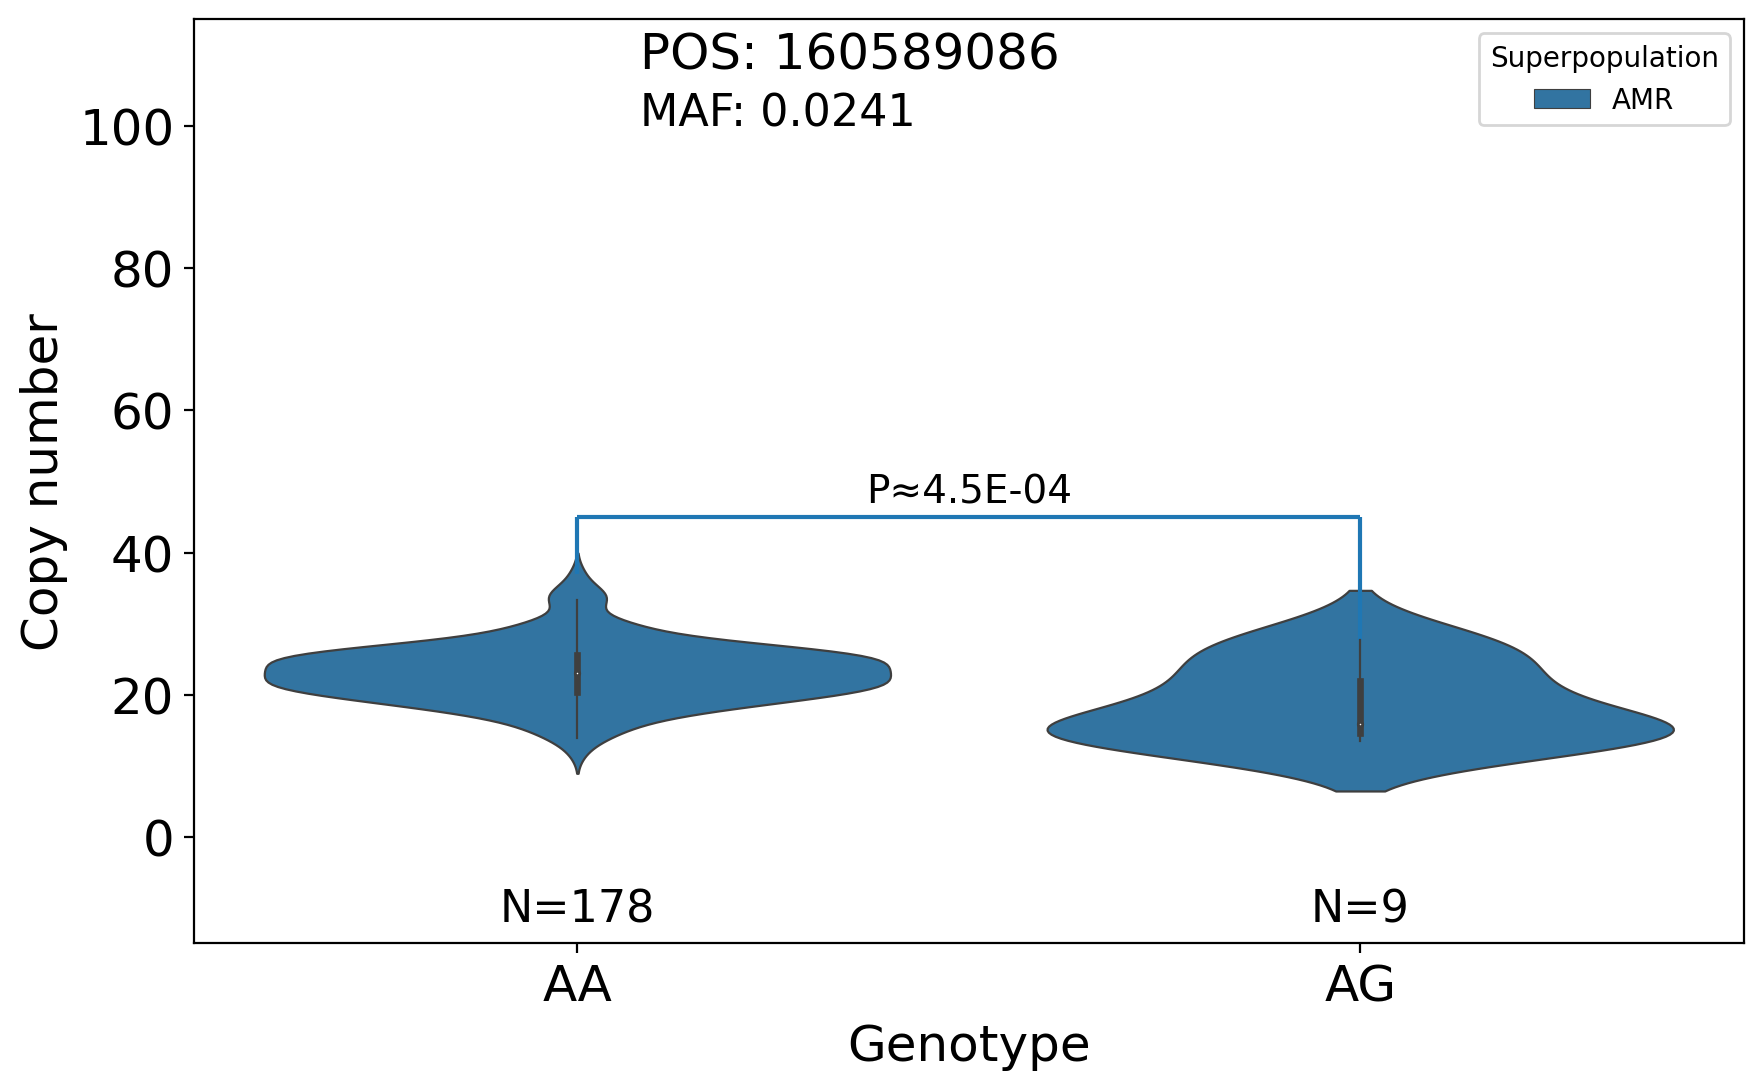 POS: 160589086
MAF: 0.0241
Superpopulation
AMR
100
80
60
40
20
0
Copy number
P≈4.5E-04
N=178
N=9
AA
AG
Genotype